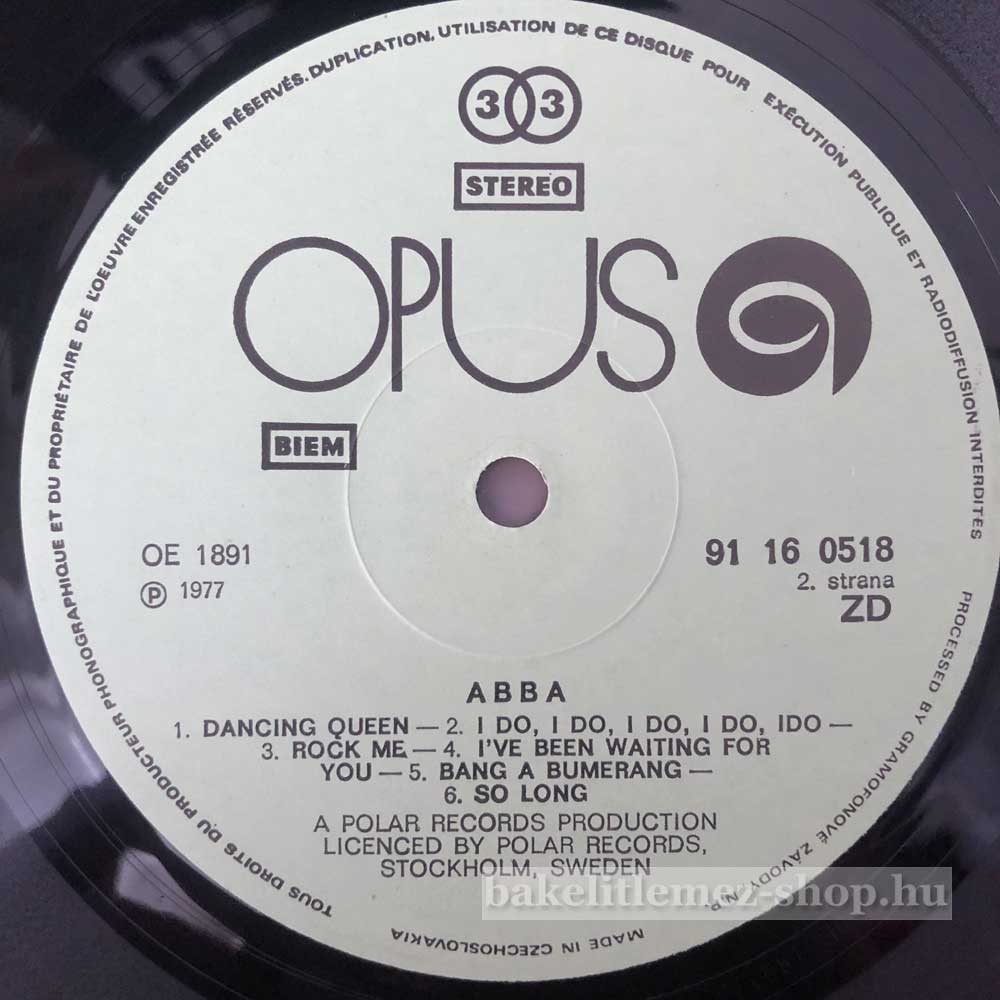 TOUS DROITS DU PRODUCTEUR PHONOGRAPHIQUE ET DU PROPRIÉTAIRE DE L'OEUVRE ENREGISTRÉE RÉSERVÉS. DUPLICATION, UTILISATION DE CE DISQUE POUR EXÉCUTION PUBLIQUE ET RADIODIFFUSION INTERDITES
33
STEREO
OPUS
BIEM
OE 1891
℗ 1977
91 16 0518
2. strana
ZD
ABBA
1. DANCING QUEEN — 2. I DO, I DO, I DO, I DO, IDO —
3. ROCK ME — 4. I'VE BEEN WAITING FOR
YOU — 5. BANG A BUMERANG —
6. SO LONG
A POLAR RECORDS PRODUCTION
LICENCED BY POLAR RECORDS,
STOCKHOLM, SWEDEN
PROCESSED BY GRAMOFONOVÉ ZÁVODY, N.P.
MADE IN CZECHOSLOVAKIA
bakelitlemez-shop.hu